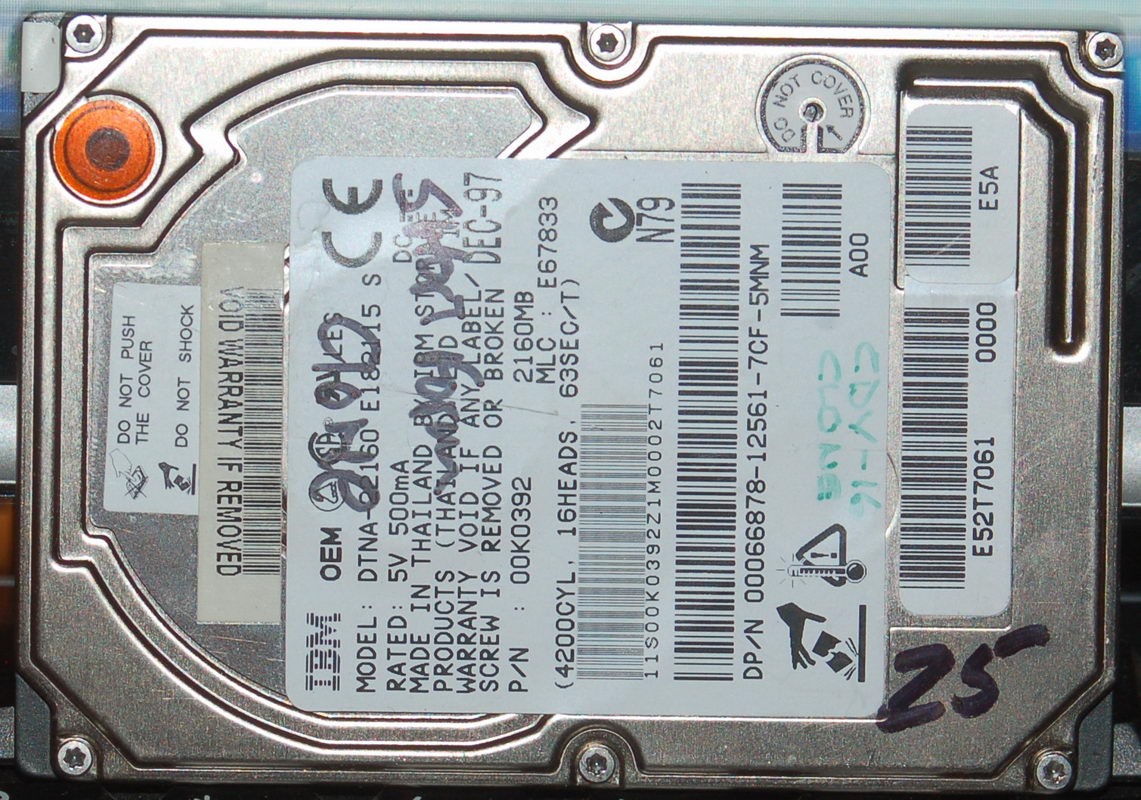 DO NOT PUSH
THE COVER
DO NOT SHOCK
VOID WARRANTY IF REMOVED
IBM OEM
MODEL: DTNA-22160 E182115 S
RATED: 5V 500mA
MADE IN THAILAND BY IBM
PRODUCTS (THAILAND)
WARRANTY VOID IF ANY LABEL/
SCREW IS REMOVED OR BROKEN DEC-97
P/N : 00K0392 2160MB
MLC: E67833
(4200CYL, 16HEADS, 63SEC/T)
N79
11S00K0392Z1M0002T7061
DP/N 00066878-12561-7CF-5MNM
A00
CDY-16
CLONE
DO NOT COVER
E5A
E52T7061 0000
25